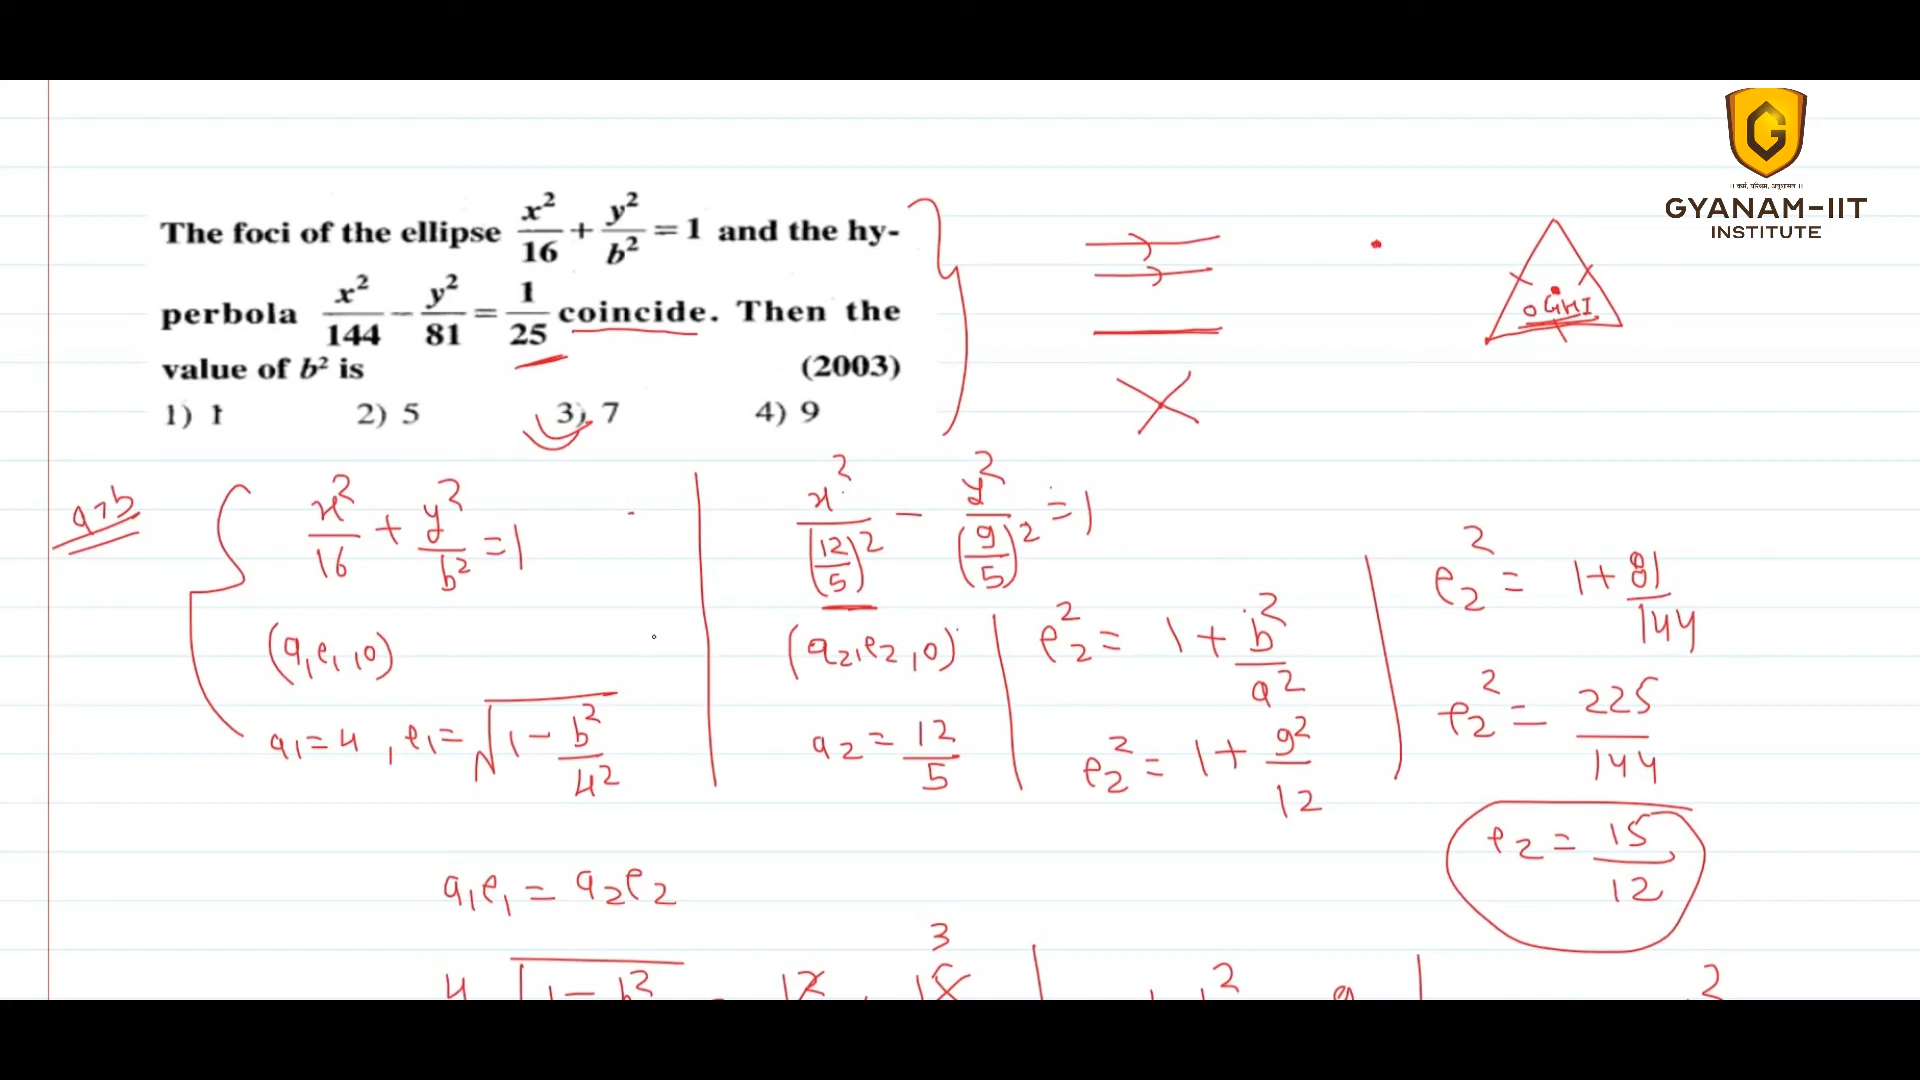 The foci of the ellipse x²/16 + y²/b² = 1 and the hy-
perbola x²/144 − y²/81 = 1/25 coincide. Then the
value of b² is (2003)
1) 1 2) 5 3) 7 4) 9
GYANAM-IIT
INSTITUTE
OGHI
a>b
x²/16 + y²/b² = 1
(a₁e₁, 0)
a₁ = 4, e₁ = √(1 − b²/4²)
x²/(12/5)² − y²/(9/5)² = 1
(a₂e₂, 0)
a₂ = 12/5
e₂² = 1 + b²/a²
e₂² = 1 + 9²/12
e₂² = 1 + 81/144
e₂² = 225/144
e₂ = 15/12
a₁e₁ = a₂e₂
3